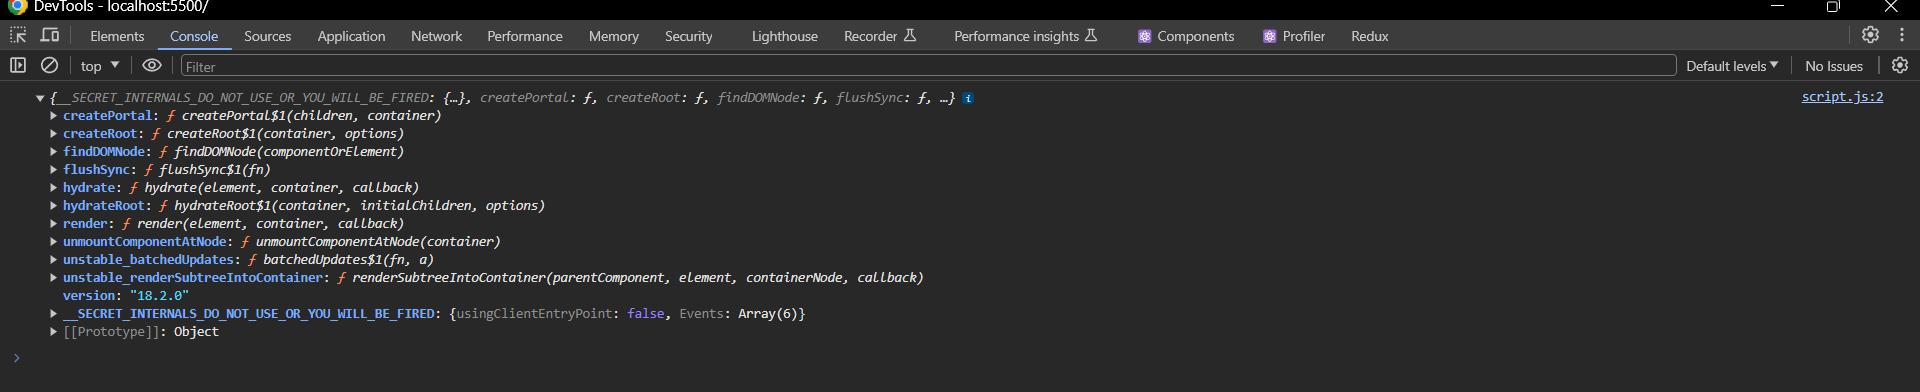 DevTools - localhost:5500/
Elements Console Sources Application Network Performance Memory Security Lighthouse Recorder Performance insights Components Profiler Redux
top Filter Default levels No Issues
{__SECRET_INTERNALS_DO_NOT_USE_OR_YOU_WILL_BE_FIRED: {…}, createPortal: ƒ, createRoot: ƒ, findDOMNode: ƒ, flushSync: ƒ, …} i script.js:2
createPortal: ƒ createPortal$1(children, container)
createRoot: ƒ createRoot$1(container, options)
findDOMNode: ƒ findDOMNode(componentOrElement)
flushSync: ƒ flushSync$1(fn)
hydrate: ƒ hydrate(element, container, callback)
hydrateRoot: ƒ hydrateRoot$1(container, initialChildren, options)
render: ƒ render(element, container, callback)
unmountComponentAtNode: ƒ unmountComponentAtNode(container)
unstable_batchedUpdates: ƒ batchedUpdates$1(fn, a)
unstable_renderSubtreeIntoContainer: ƒ renderSubtreeIntoContainer(parentComponent, element, containerNode, callback)
version: "18.2.0"
__SECRET_INTERNALS_DO_NOT_USE_OR_YOU_WILL_BE_FIRED: {usingClientEntryPoint: false, Events: Array(6)}
[[Prototype]]: Object